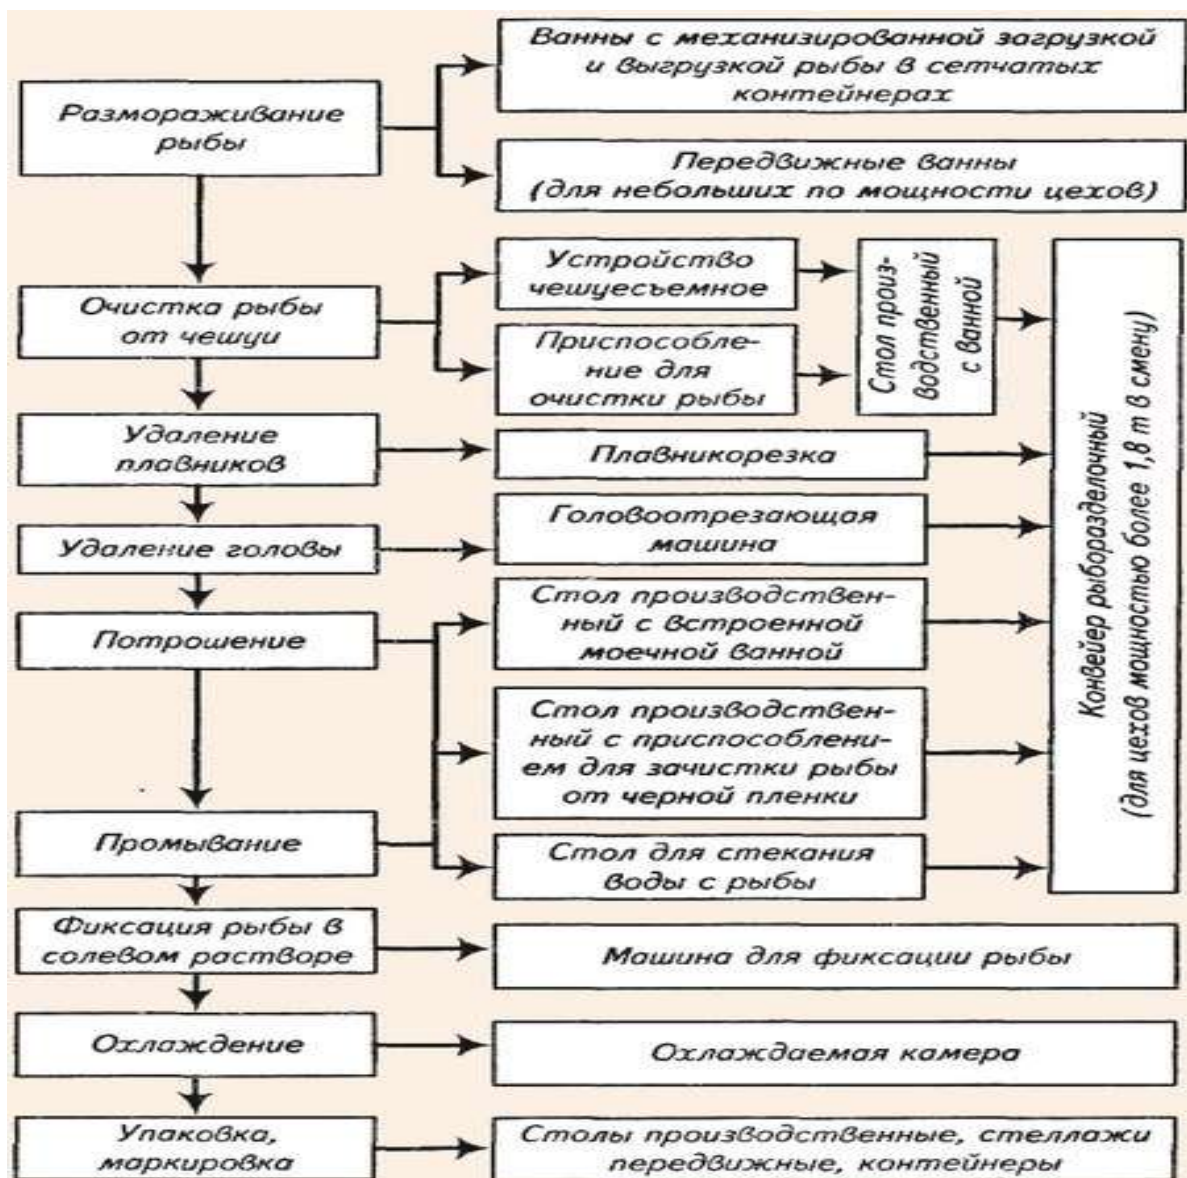 Размораживание
рыбы
Ванны с механизированной загрузкой
и выгрузкой рыбы в сетчатых
контейнерах
Передвижные ванны
(для небольших по мощности цехов)
Очистка рыбы
от чешуи
Устройство
чешуесъемное
Приспособле-
ние для
очистки рыбы
Стол произ-
водственный
с ванной
Удаление
плавников
Плавникорезка
Удаление головы
Головоотрезающая
машина
Потрошение
Стол производствен-
ный с встроенной
моечной ванной
Стол производствен-
ный с приспособлени-
ем для зачистки рыбы
от черной пленки
Промывание
Стол для стекания
воды с рыбы
Конвейер рыборазделочный
(для цехов мощностью более 1,8 т в смену)
Фиксация рыбы в
солевом растворе
Машина для фиксации рыбы
Охлаждение
Охлаждаемая камера
Упаковка,
маркировка
Столы производственные, стеллажи
передвижные, контейнеры